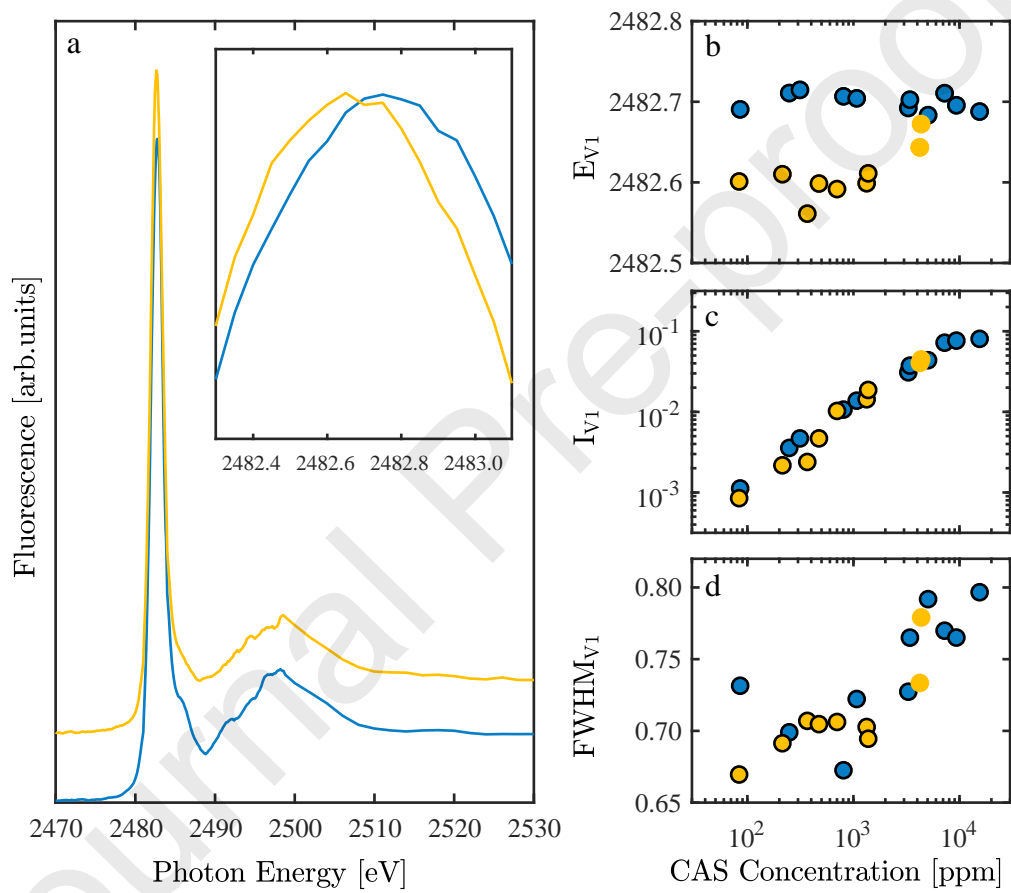 a
Fluorescence [arb.units]
2482.4 2482.6 2482.8 2483.0
2470 2480 2490 2500 2510 2520 2530
Photon Energy [eV]
b
E_V1
2482.8
2482.7
2482.6
2482.5
c
I_V1
10^-1
10^-2
10^-3
d
FWHM_V1
0.80
0.75
0.70
0.65
10^2 10^3 10^4
CAS Concentration [ppm]
urnal Pre-proo